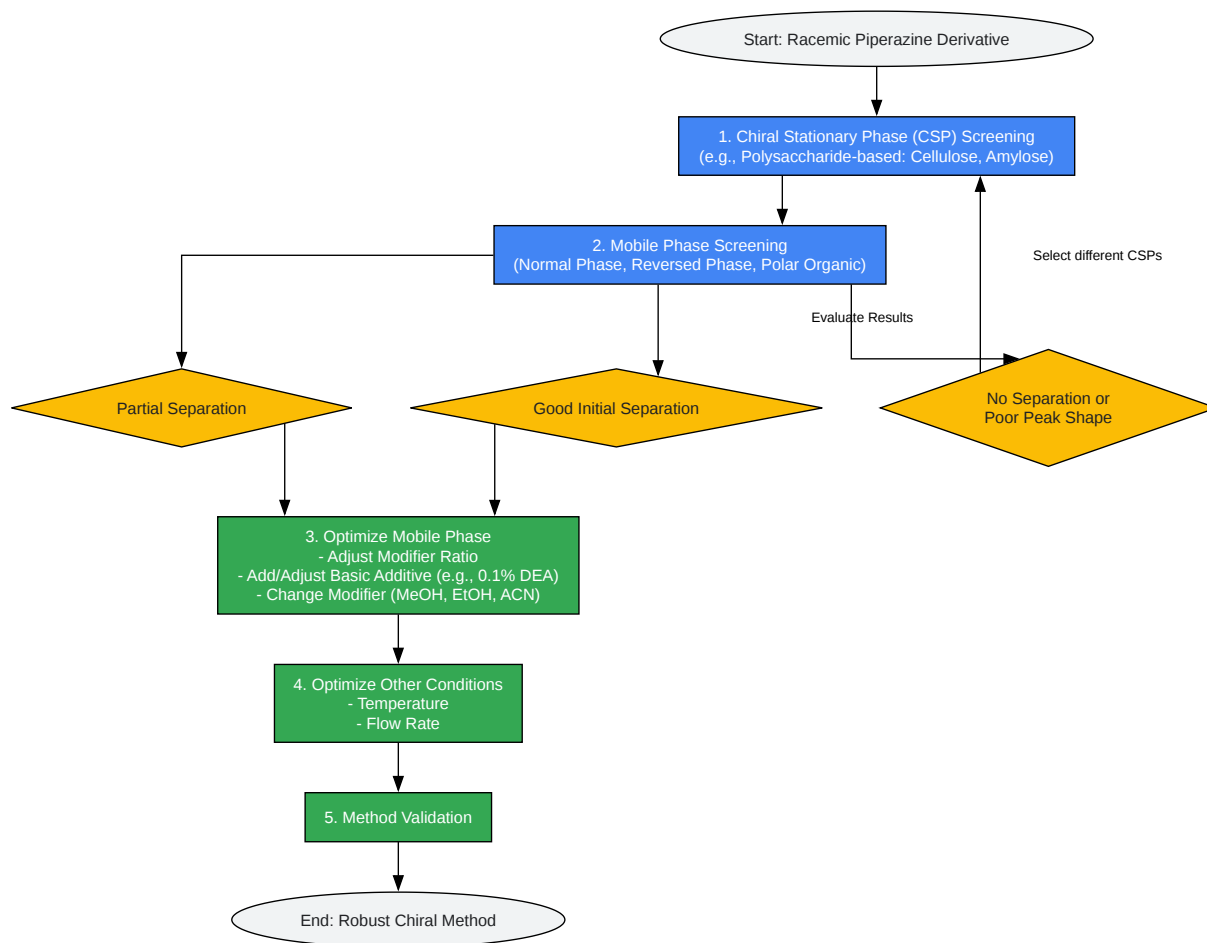 Start: Racemic Piperazine Derivative
1. Chiral Stationary Phase (CSP) Screening
(e.g., Polysaccharide-based: Cellulose, Amylose)
2. Mobile Phase Screening
(Normal Phase, Reversed Phase, Polar Organic)
Select different CSPs
Evaluate Results
Partial Separation
Good Initial Separation
No Separation or
Poor Peak Shape
3. Optimize Mobile Phase
- Adjust Modifier Ratio
- Add/Adjust Basic Additive (e.g., 0.1% DEA)
- Change Modifier (MeOH, EtOH, ACN)
4. Optimize Other Conditions
- Temperature
- Flow Rate
5. Method Validation
End: Robust Chiral Method